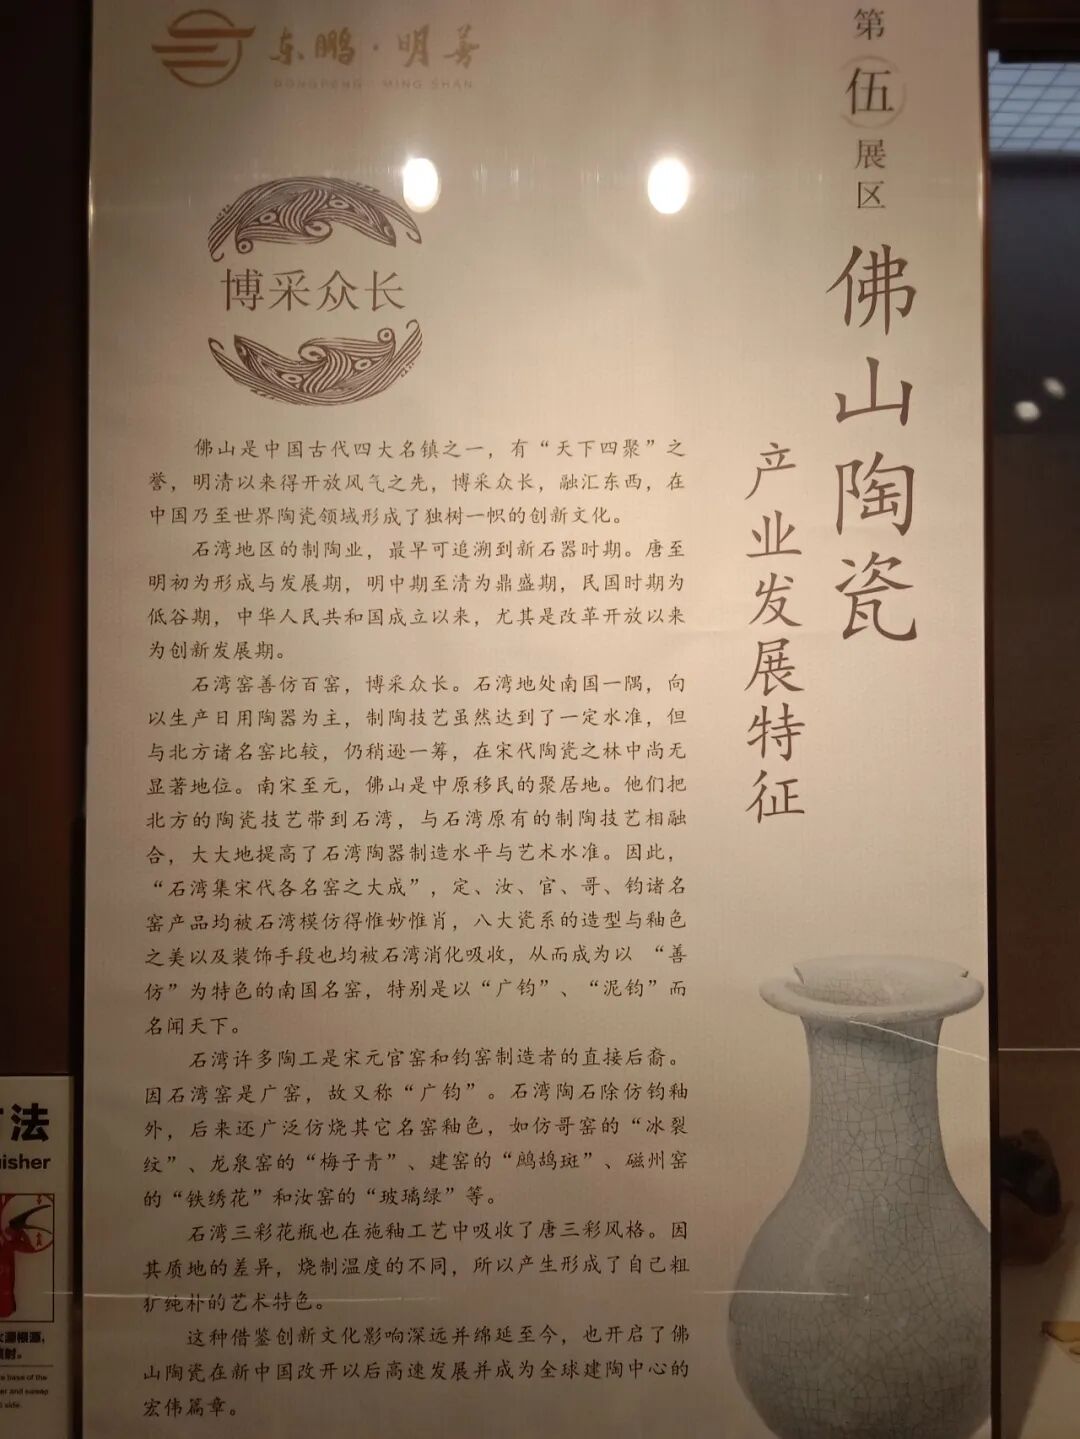 东鹏·明善
DONGPENG·MING SHAN
第伍展区
佛山陶瓷
产业发展特征
博采众长
佛山是中国古代四大名镇之一，有“天下四聚”之
誉，明清以来得开放风气之先，博采众长，融汇东西，在
中国乃至世界陶瓷领域形成了独树一帜的创新文化。
石湾地区的制陶业，最早可追溯到新石器时期。唐至
明初为形成与发展期，明中期至清为鼎盛期，民国时期为
低谷期，中华人民共和国成立以来，尤其是改革开放以来
为创新发展期。
石湾窑善仿百窑，博采众长。石湾地处南国一隅，向
以生产日用陶器为主，制陶技艺虽然达到了一定水准，但
与北方诸名窑比较，仍稍逊一筹，在宋代陶瓷之林中尚无
显著地位。南宋至元，佛山是中原移民的聚居地。他们把
北方的陶瓷技艺带到石湾，与石湾原有的制陶技艺相融
合，大大地提高了石湾陶器制造水平与艺术水准。因此，
“石湾集宋代各名窑之大成”，定、汝、官、哥、钧诸名
窑产品均被石湾模仿得惟妙惟肖，八大瓷系的造型与釉色
之美以及装饰手段也均被石湾消化吸收，从而成为以 “善
仿”为特色的南国名窑，特别是以“广钧”、“泥钧”而
名闻天下。
石湾许多陶工是宋元官窑和钧窑制造者的直接后裔。
因石湾窑是广窑，故又称“广钧”。石湾陶石除仿钧釉
外，后来还广泛仿烧其它名窑釉色，如仿哥窑的“冰裂
纹”、龙泉窑的“梅子青”、建窑的“鹧鸪斑”、磁州窑
的“铁绣花”和汝窑的“玻璃绿”等。
石湾三彩花瓶也在施釉工艺中吸收了唐三彩风格。因
其质地的差异，烧制温度的不同，所以产生形成了自己粗
犷纯朴的艺术特色。
这种借鉴创新文化影响深远并绵延至今，也开启了佛
山陶瓷在新中国改开以后高速发展并成为全球建陶中心的
宏伟篇章。
法
uisher
base of the
er and sweep
side.